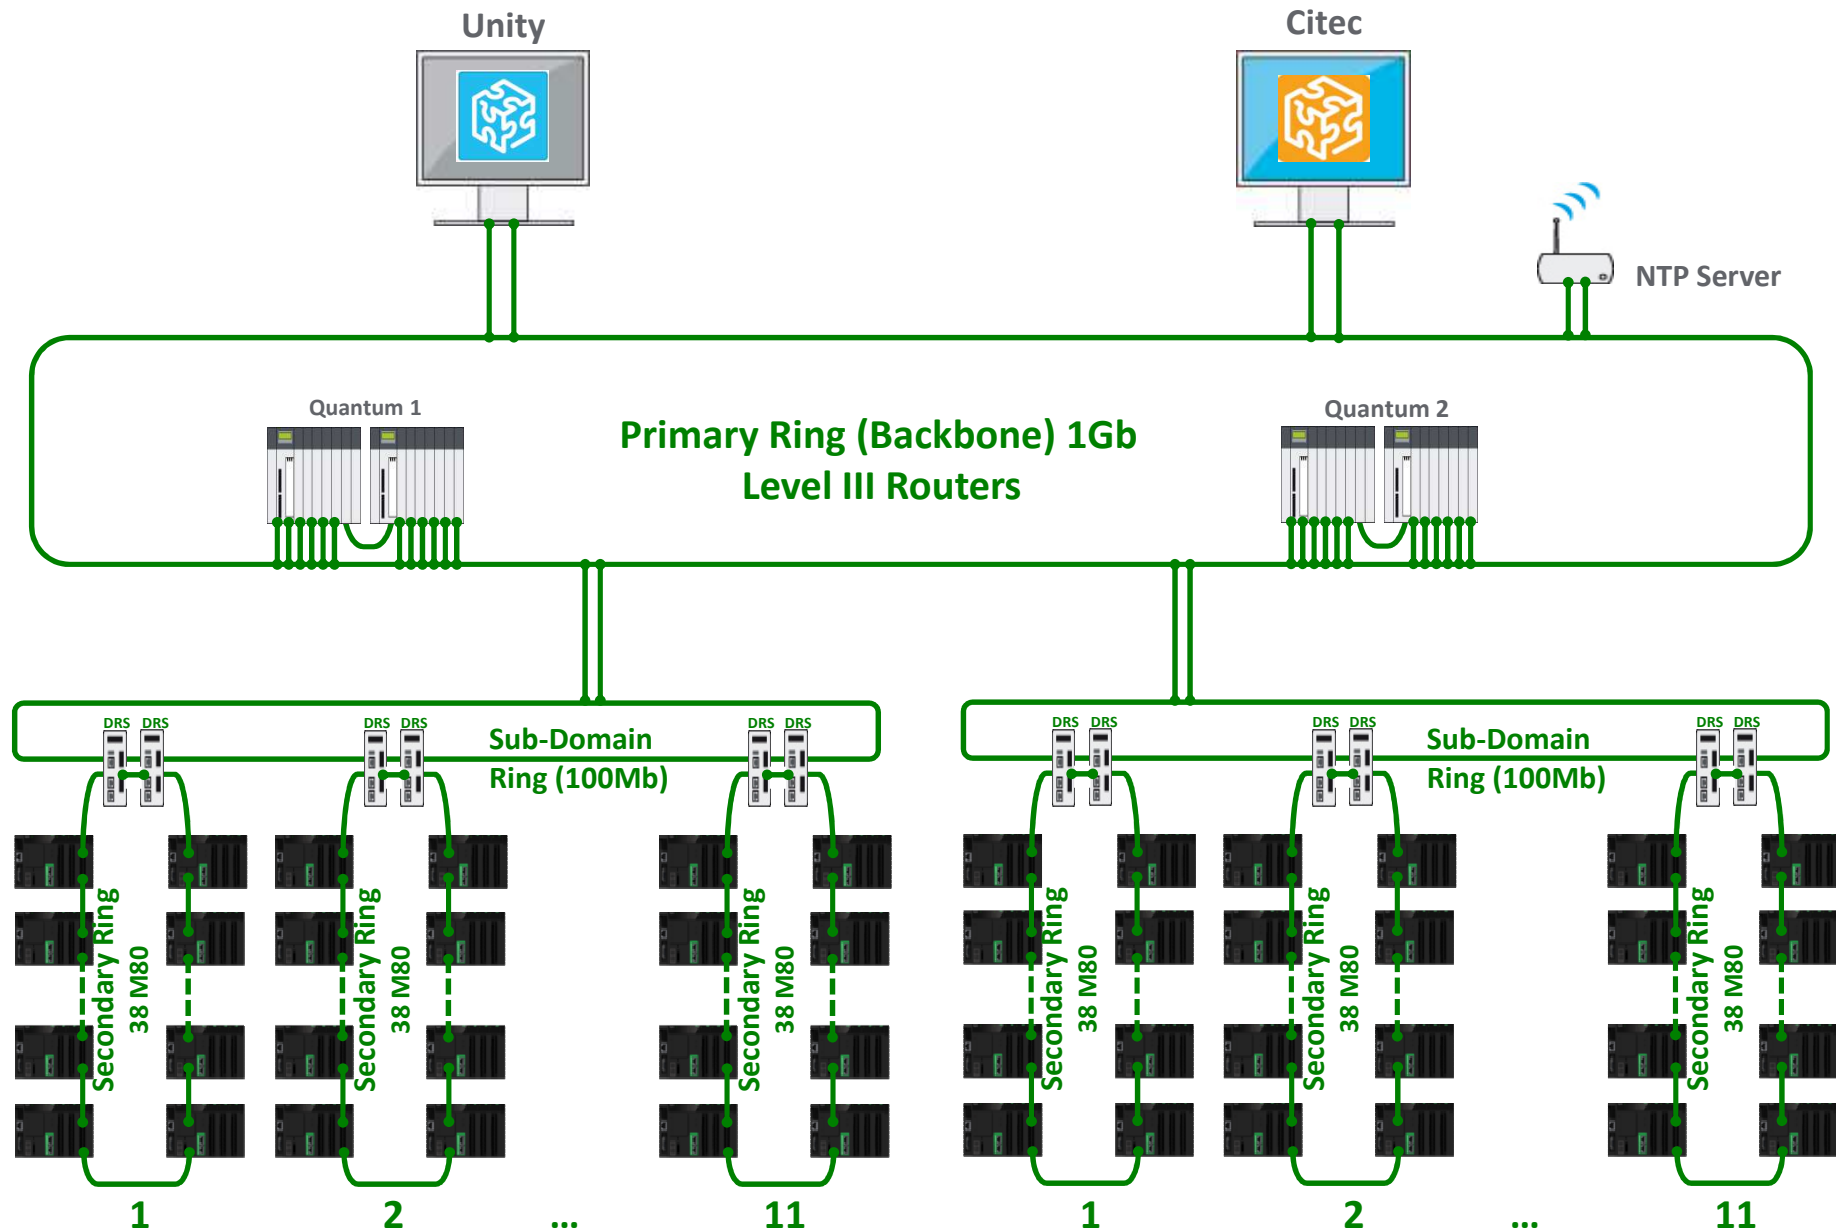 Unity
Citec
NTP Server
Quantum 1
Quantum 2
Primary Ring (Backbone) 1Gb
Level III Routers
DRS DRS
DRS DRS
DRS DRS
DRS DRS
DRS DRS
DRS DRS
Sub-Domain
Ring (100Mb)
Sub-Domain
Ring (100Mb)
Secondary Ring
38 M80
Secondary Ring
38 M80
Secondary Ring
38 M80
Secondary Ring
38 M80
Secondary Ring
38 M80
Secondary Ring
38 M80
1 2 ... 11 1 2 ... 11